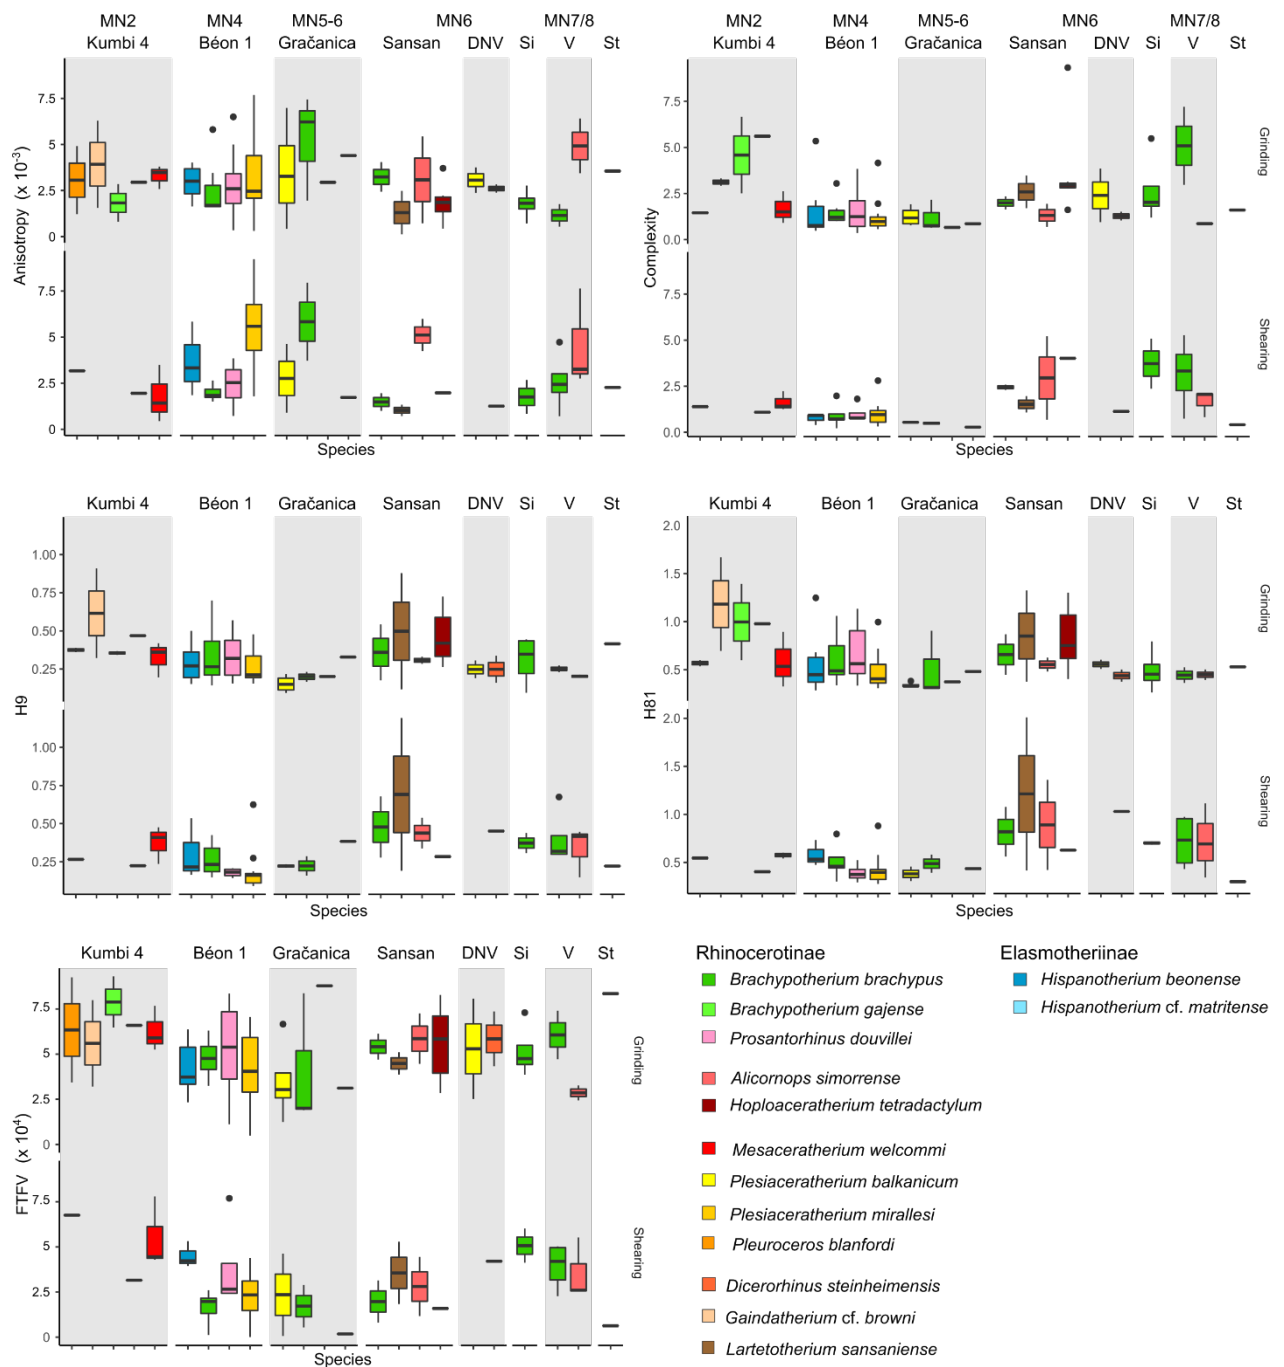 MN2 MN4 MN5-6 MN6 MN7/8
Kumbi 4 Béon 1 Gračanica Sansan DNV Si V St
Anisotropy (x 10⁻³)
7.5
5
2.5
0
7.5
5
2.5
0
Species
MN2 MN4 MN5-6 MN6 MN7/8
Kumbi 4 Béon 1 Gračanica Sansan DNV Si V St
Complexity
7.5
5.0
2.5
0.0
7.5
5.0
2.5
0.0
Grinding
Shearing
Species
Kumbi 4 Béon 1 Gračanica Sansan DNV Si V St
H9
1.00
0.75
0.50
0.25
1.00
0.75
0.50
0.25
Species
Kumbi 4 Béon 1 Gračanica Sansan DNV Si V St
H81
2.0
1.5
1.0
0.5
2.0
1.5
1.0
0.5
Grinding
Shearing
Species
Kumbi 4 Béon 1 Gračanica Sansan DNV Si V St
FTFV (x 10⁴)
7.5
5
2.5
0
7.5
5
2.5
0
Grinding
Shearing
Species
Rhinocerotinae
Brachypotherium brachypus
Brachypotherium gajense
Prosantorhinus douvillei
Alicornops simorrense
Hoploaceratherium tetradactylum
Mesaceratherium welcommi
Plesiaceratherium balkanicum
Plesiaceratherium mirallesi
Pleuroceros blanfordi
Dicerorhinus steinheimensis
Gaindatherium cf. browni
Lartetotherium sansaniense
Elasmotheriinae
Hispanotherium beonense
Hispanotherium cf. matritense